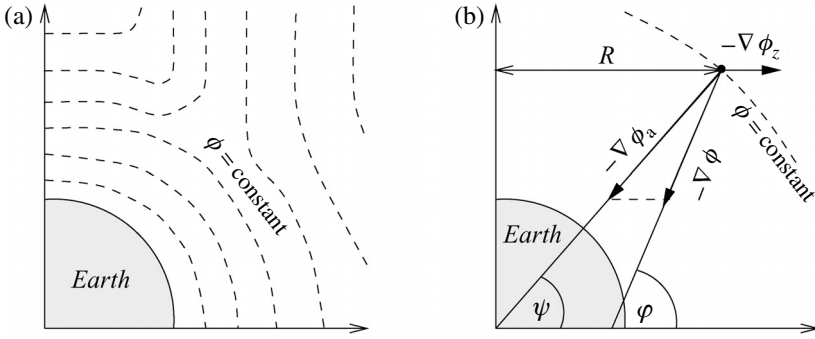 (a)
ϕ = constant
Earth
(b)
−∇ϕ_z
R
−∇ϕ_a
−∇ϕ
ϕ = constant
Earth
ψ
φ